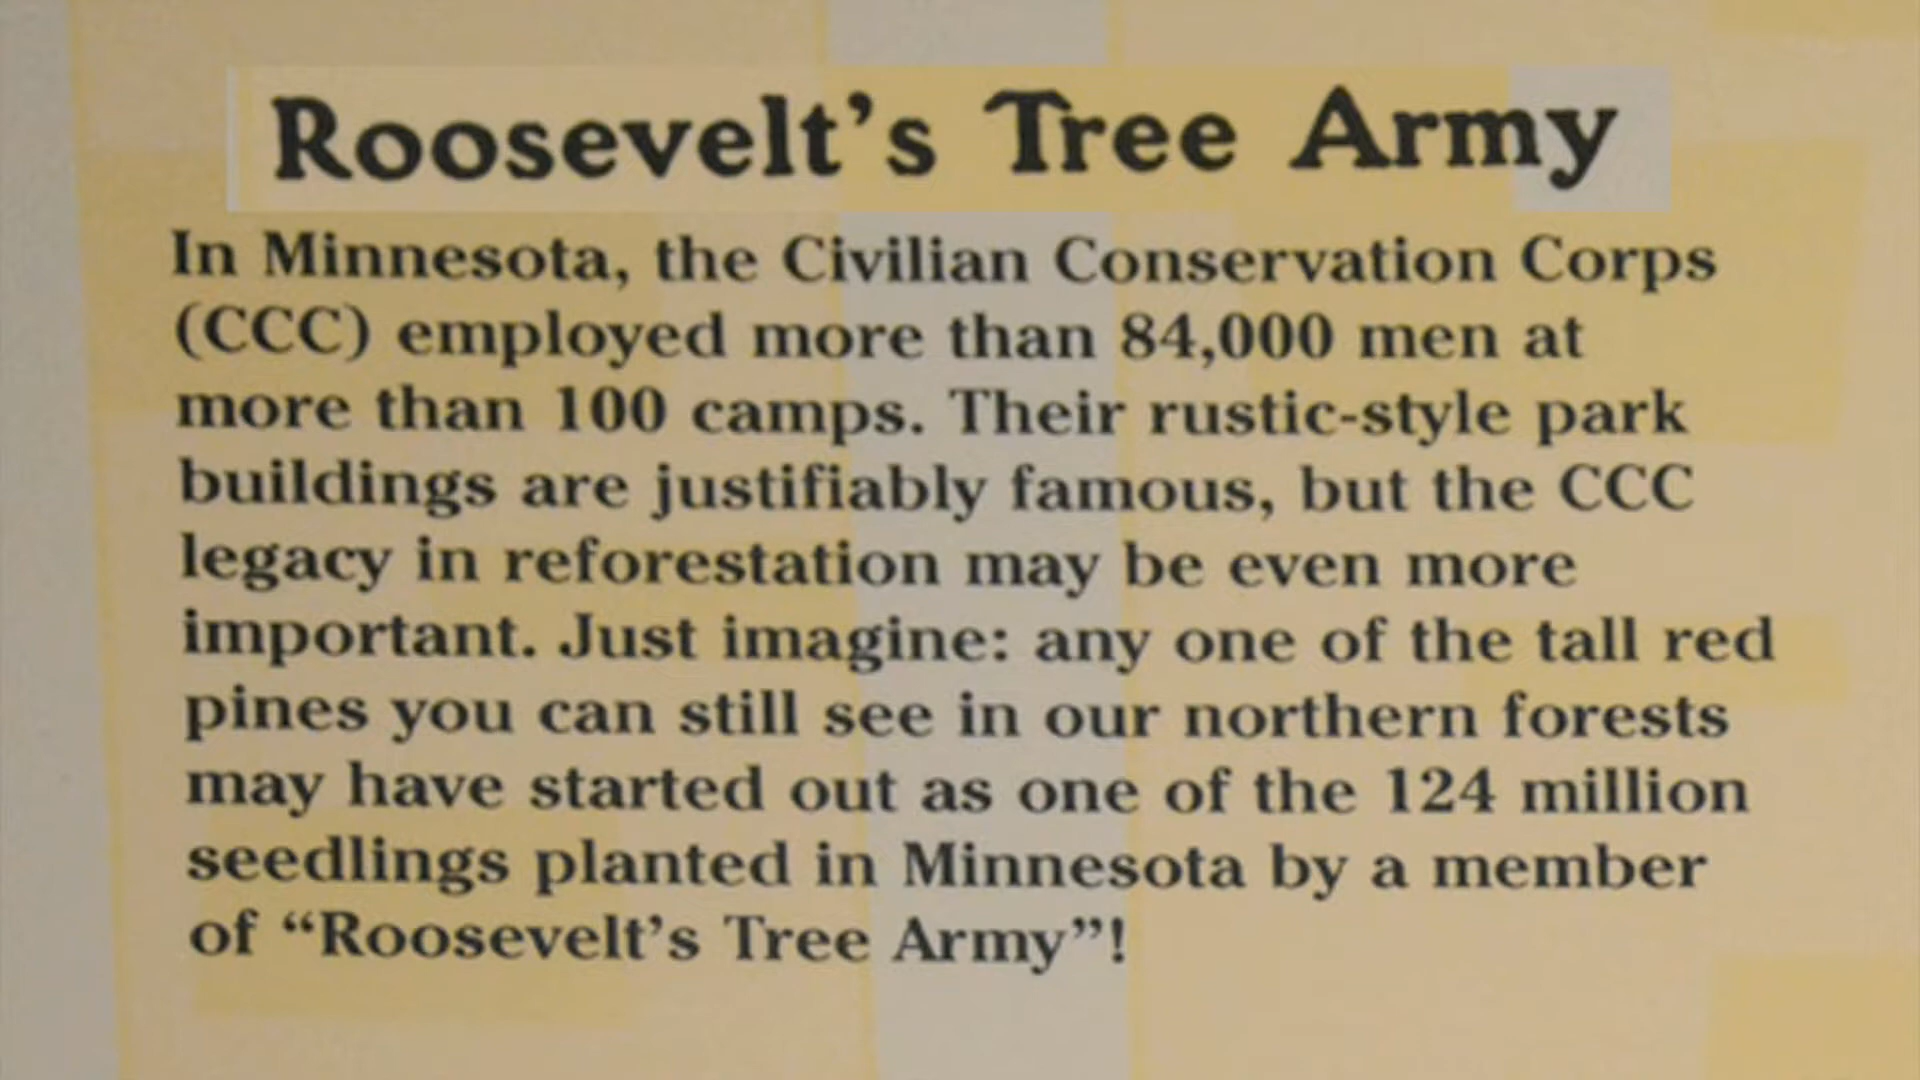 Roosevelt's Tree Army
In Minnesota, the Civilian Conservation Corps
(CCC) employed more than 84,000 men at
more than 100 camps. Their rustic-style park
buildings are justifiably famous, but the CCC
legacy in reforestation may be even more
important. Just imagine: any one of the tall red
pines you can still see in our northern forests
may have started out as one of the 124 million
seedlings planted in Minnesota by a member
of “Roosevelt’s Tree Army”!